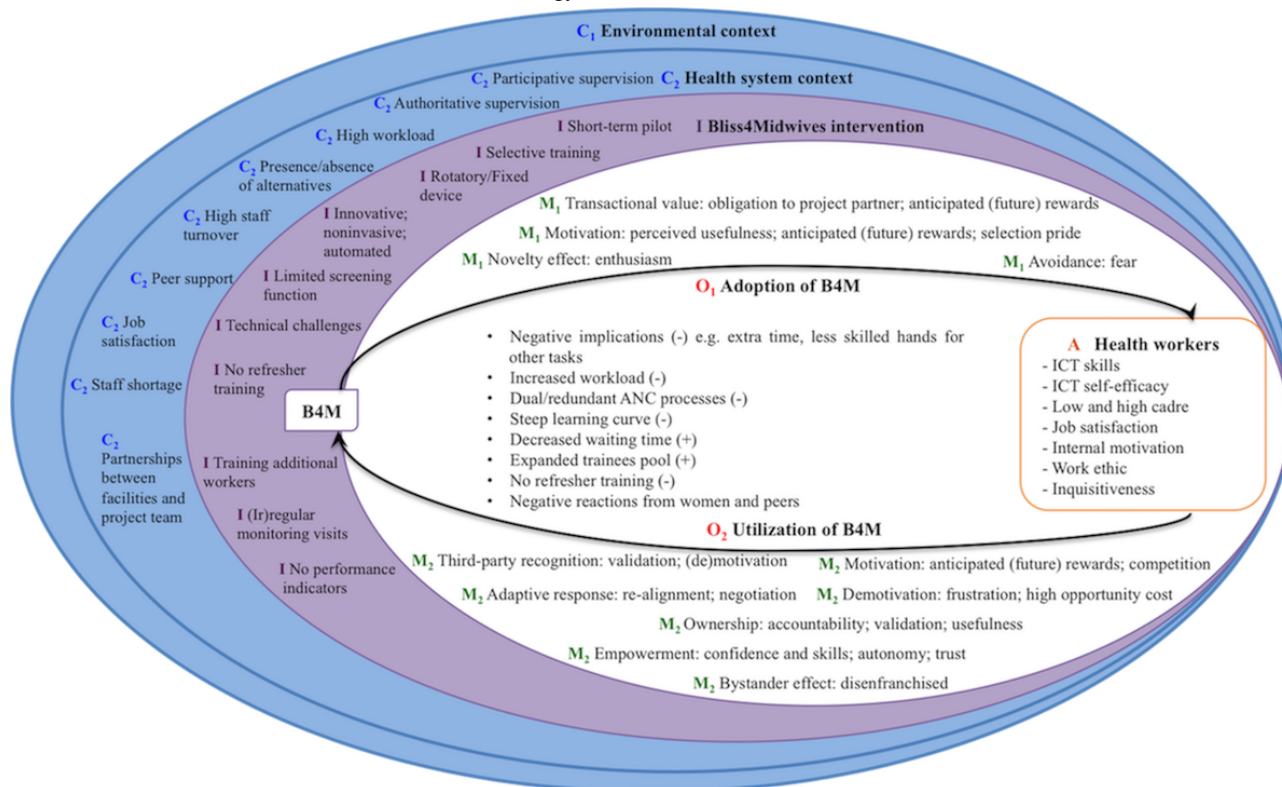 C1 Environmental context
C2 Participative supervision
C2 Health system context
C2 Authoritative supervision
C2 High workload
C2 Presence/absence
of alternatives
C2 High staff
turnover
C2 Peer support
C2 Job
satisfaction
C2 Staff shortage
C2
Partnerships
between
facilities and
project team
I Short-term pilot
I Bliss4Midwives intervention
I Selective training
I Rotatory/Fixed
device
I Innovative;
noninvasive;
automated
I Limited screening
function
I Technical challenges
I No refresher
training
B4M
I Training additional
workers
I (Ir)regular
monitoring visits
I No performance
indicators
M1 Transactional value: obligation to project partner; anticipated (future) rewards
M1 Motivation: perceived usefulness; anticipated (future) rewards; selection pride
M1 Novelty effect: enthusiasm
M1 Avoidance: fear
O1 Adoption of B4M
• Negative implications (-) e.g. extra time, less skilled hands for
other tasks
• Increased workload (-)
• Dual/redundant ANC processes (-)
• Steep learning curve (-)
• Decreased waiting time (+)
• Expanded trainees pool (+)
• No refresher training (-)
• Negative reactions from women and peers
A Health workers
- ICT skills
- ICT self-efficacy
- Low and high cadre
- Job satisfaction
- Internal motivation
- Work ethic
- Inquisitiveness
O2 Utilization of B4M
M2 Third-party recognition: validation; (de)motivation
M2 Motivation: anticipated (future) rewards; competition
M2 Adaptive response: re-alignment; negotiation
M2 Demotivation: frustration; high opportunity cost
M2 Ownership: accountability; validation; usefulness
M2 Empowerment: confidence and skills; autonomy; trust
M2 Bystander effect: disenfranchised